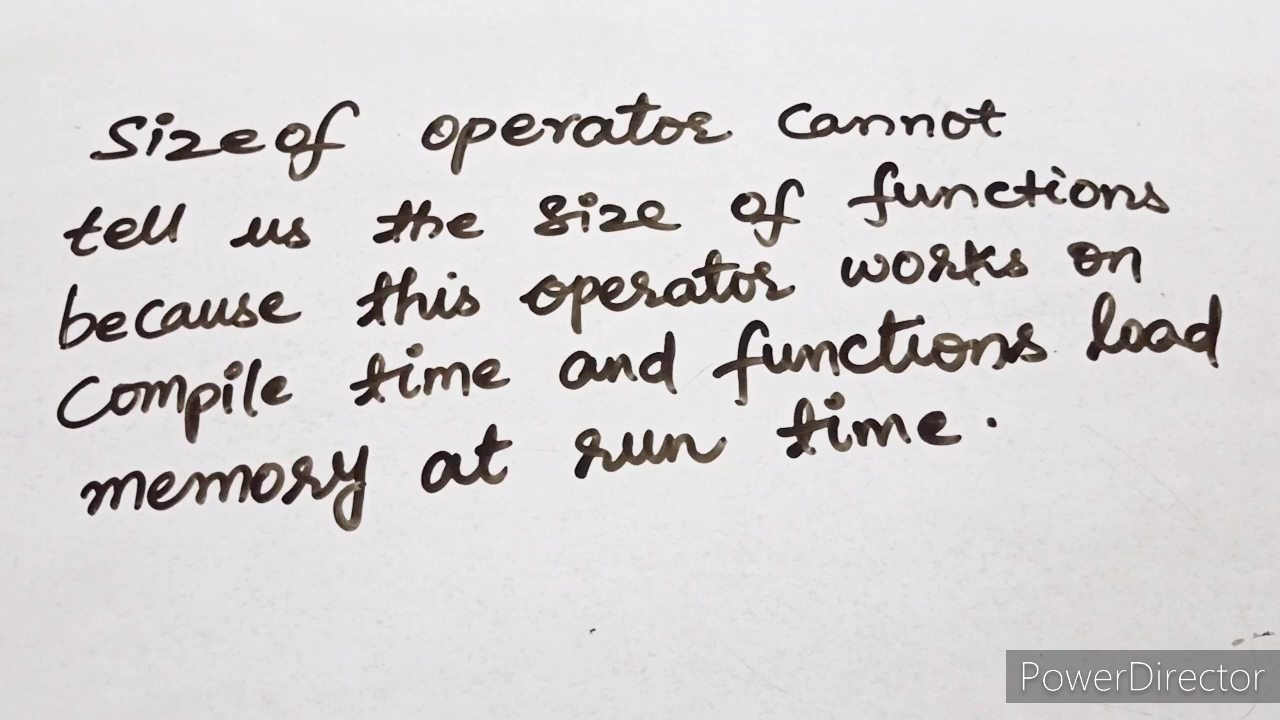 Sizeof operator cannot
tell us the size of functions
because this operator works on
compile time and functions load
memory at run time.
PowerDirector